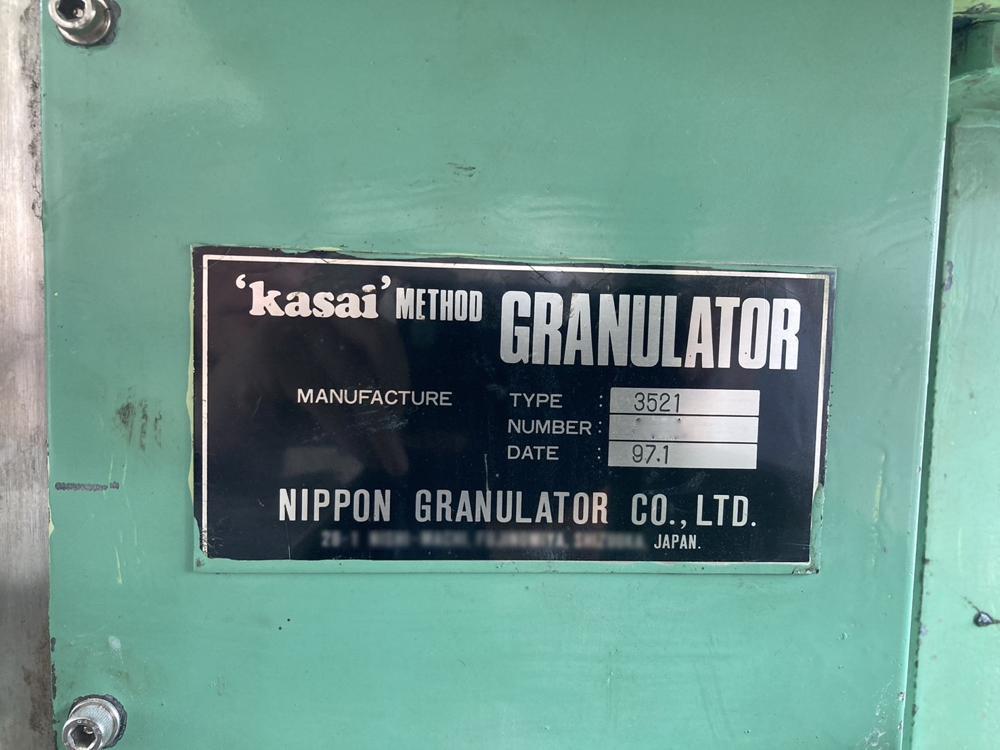 ‘kasai’ METHOD GRANULATOR
MANUFACTURE TYPE : 3521
NUMBER :
DATE : 97.1
NIPPON GRANULATOR CO., LTD.
JAPAN.